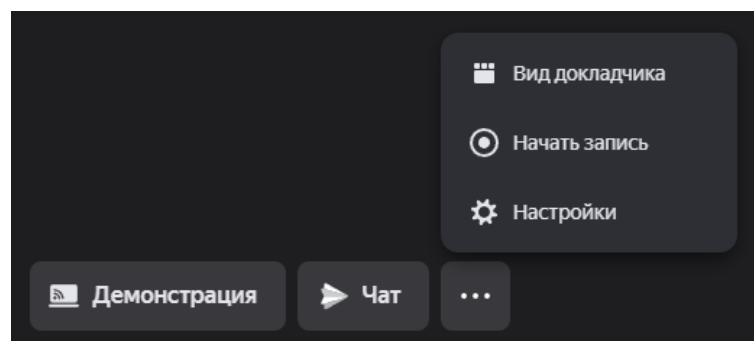 Вид докладчика
Начать запись
Настройки
Демонстрация
Чат